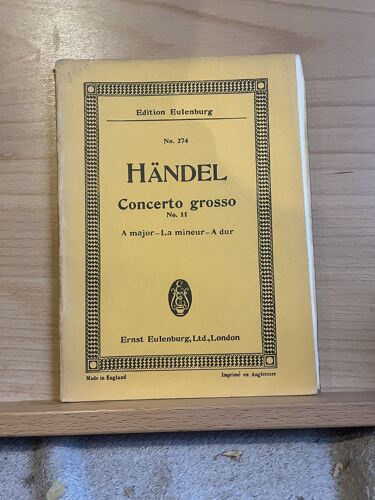 Edition Eulenburg
No. 274
HÄNDEL
Concerto grosso
No. 11
A major–La mineur–A dur
Ernst Eulenburg, Ltd., London
Made in England
Imprimé en Angleterre